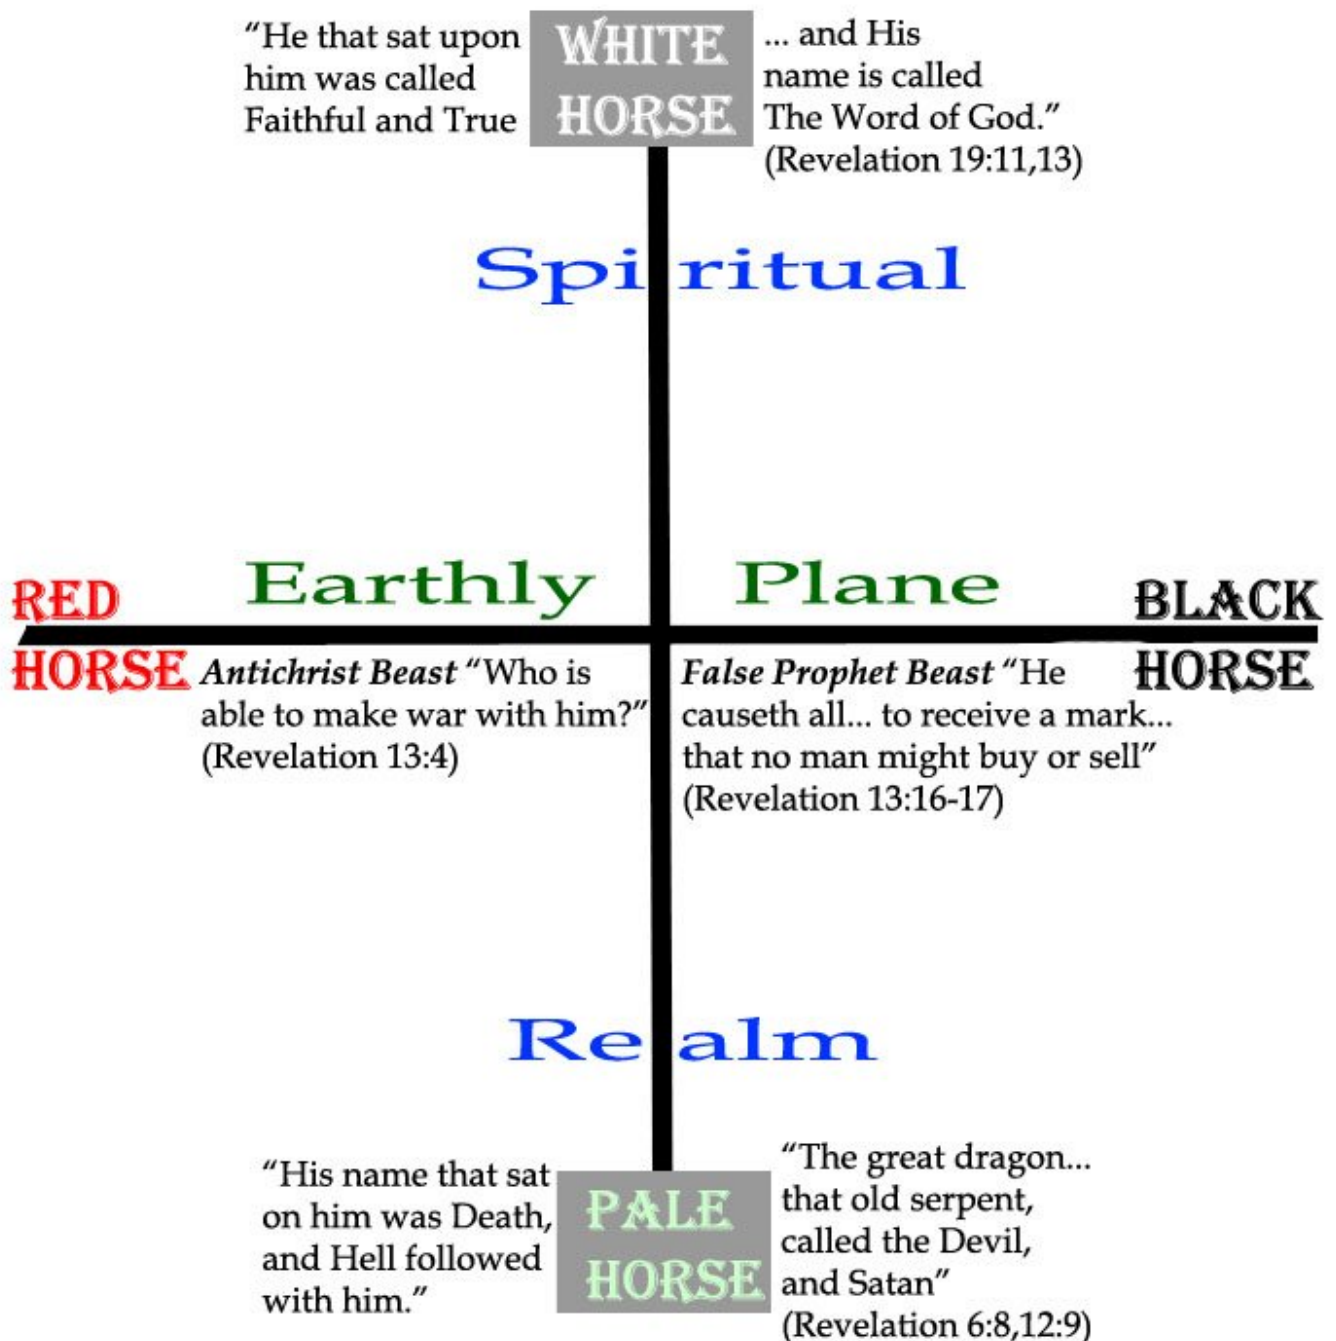 “He that sat upon
him was called
Faithful and True
WHITE
HORSE
... and His
name is called
The Word of God.”
(Revelation 19:11,13)
Spiritual
Earthly Plane
RED
HORSE
BLACK
HORSE
Antichrist Beast “Who is
able to make war with him?”
(Revelation 13:4)
False Prophet Beast “He
causeth all... to receive a mark...
that no man might buy or sell”
(Revelation 13:16-17)
Realm
“His name that sat
on him was Death,
and Hell followed
with him.”
PALE
HORSE
“The great dragon...
that old serpent,
called the Devil,
and Satan”
(Revelation 6:8,12:9)